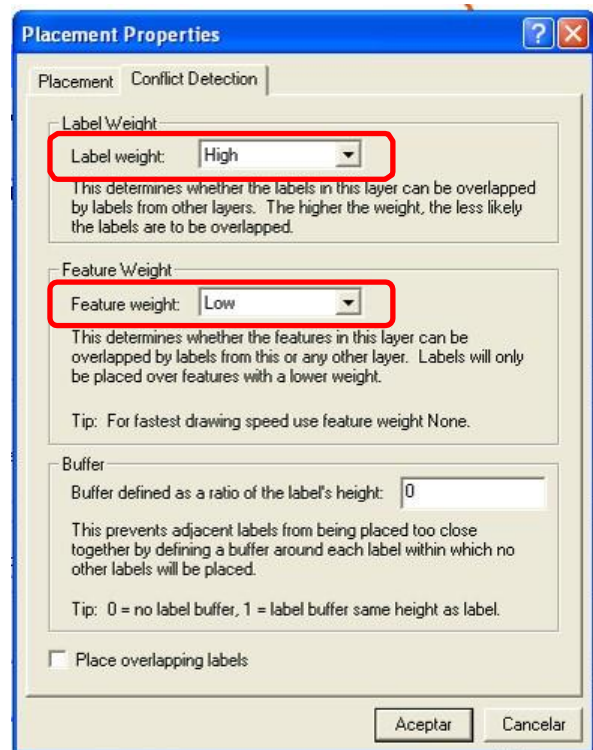 Placement Properties
Placement
Conflict Detection
Label Weight
Label weight:
High
This determines whether the labels in this layer can be overlapped
by labels from other layers. The higher the weight, the less likely
the labels are to be overlapped.
Feature Weight
Feature weight:
Low
This determines whether the features in this layer can be
overlapped by labels from this or any other layer. Labels will only
be placed over features with a lower weight.
Tip: For fastest drawing speed use feature weight None.
Buffer
Buffer defined as a ratio of the label's height:
0
This prevents adjacent labels from being placed too close
together by defining a buffer around each label within which no
other labels will be placed.
Tip: 0 = no label buffer, 1 = label buffer same height as label.
Place overlapping labels
Aceptar
Cancelar